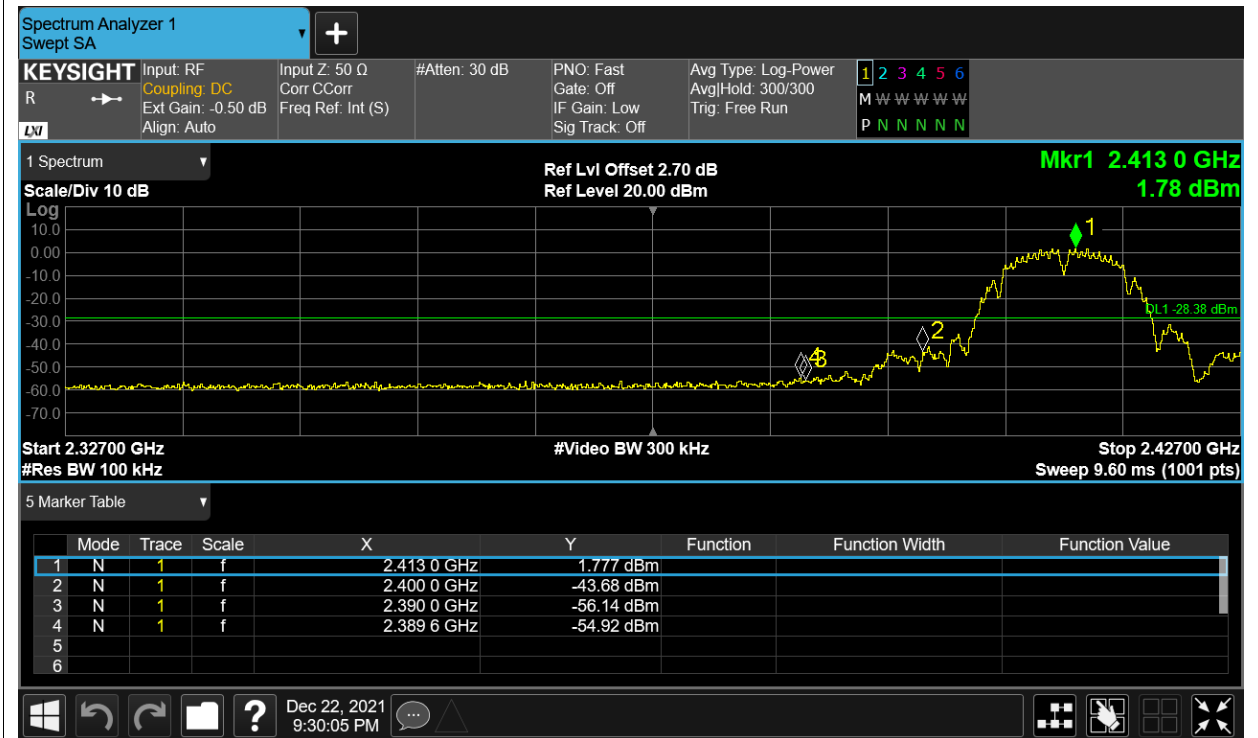 Spectrum Analyzer 1
Swept SA
KEYSIGHT
R
LXI
Input: RF
Coupling: DC
Ext Gain: -0.50 dB
Align: Auto
Input Z: 50 Ω
Corr CCorr
Freq Ref: Int (S)
#Atten: 30 dB
PNO: Fast
Gate: Off
IF Gain: Low
Sig Track: Off
Avg Type: Log-Power
Avg|Hold: 300/300
Trig: Free Run
1 2 3 4 5 6
M W W W W W W
P N N N N N N
1 Spectrum
Scale/Div 10 dB
Ref Lvl Offset 2.70 dB
Ref Level 20.00 dBm
Mkr1 2.413 0 GHz
1.78 dBm
Log
10.0
0.00
-10.0
-20.0
-30.0
-40.0
-50.0
-60.0
-70.0
1
DL1 -28.38 dBm
2
4
3
Start 2.32700 GHz
#Res BW 100 kHz
#Video BW 300 kHz
Stop 2.42700 GHz
Sweep 9.60 ms (1001 pts)
5 Marker Table
Mode Trace Scale X Y Function Function Width Function Value
1 N 1 f 2.413 0 GHz 1.777 dBm
2 N 1 f 2.400 0 GHz -43.68 dBm
3 N 1 f 2.390 0 GHz -56.14 dBm
4 N 1 f 2.389 6 GHz -54.92 dBm
5
6
?
Dec 22, 2021
9:30:05 PM